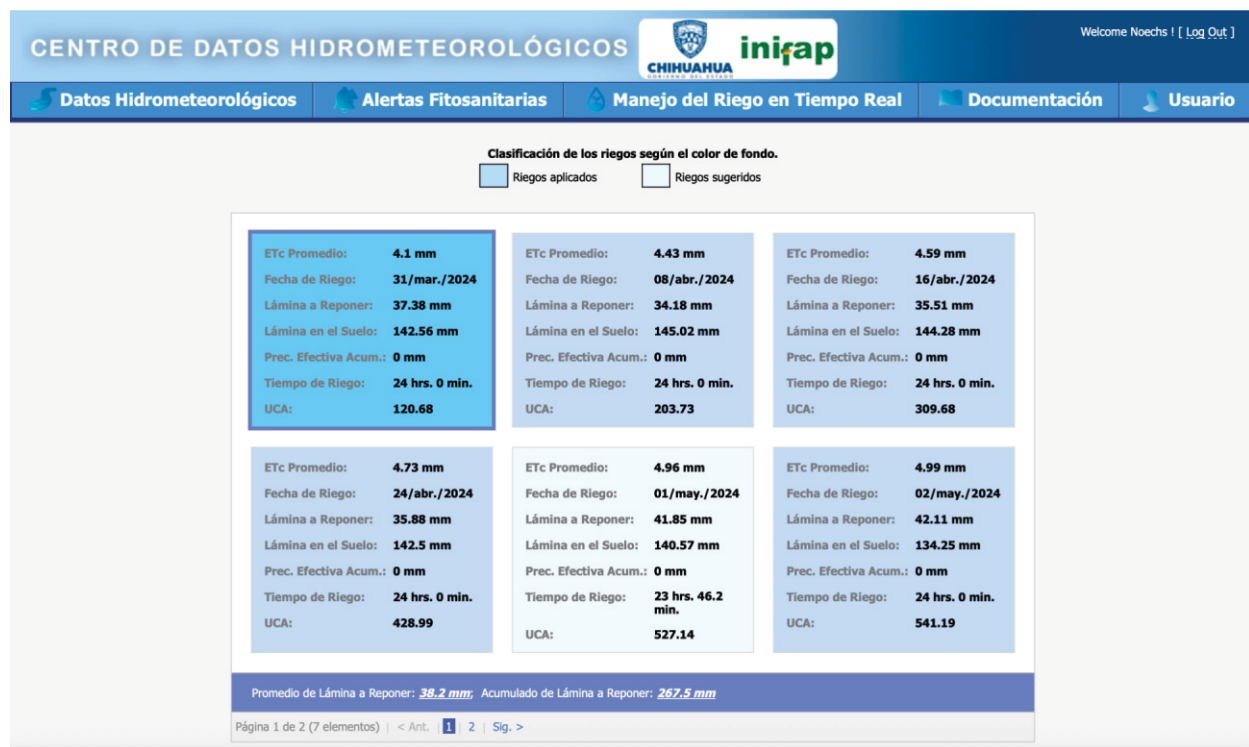 CENTRO DE DATOS HIDROMETEOROLÓGICOS
CHIHUAHUA
GOBIERNO DEL ESTADO
inifap
Welcome Noechs ! [ Log Out ]
Datos Hidrometeorológicos
Alertas Fitosanitarias
Manejo del Riego en Tiempo Real
Documentación
Usuario
Clasificación de los riegos según el color de fondo.
Riegos aplicados
Riegos sugeridos
ETc Promedio: 4.1 mm
Fecha de Riego: 31/mar./2024
Lámina a Reponer: 37.38 mm
Lámina en el Suelo: 142.56 mm
Prec. Efectiva Acum.: 0 mm
Tiempo de Riego: 24 hrs. 0 min.
UCA: 120.68
ETc Promedio: 4.43 mm
Fecha de Riego: 08/abr./2024
Lámina a Reponer: 34.18 mm
Lámina en el Suelo: 145.02 mm
Prec. Efectiva Acum.: 0 mm
Tiempo de Riego: 24 hrs. 0 min.
UCA: 203.73
ETc Promedio: 4.59 mm
Fecha de Riego: 16/abr./2024
Lámina a Reponer: 35.51 mm
Lámina en el Suelo: 144.28 mm
Prec. Efectiva Acum.: 0 mm
Tiempo de Riego: 24 hrs. 0 min.
UCA: 309.68
ETc Promedio: 4.73 mm
Fecha de Riego: 24/abr./2024
Lámina a Reponer: 35.88 mm
Lámina en el Suelo: 142.5 mm
Prec. Efectiva Acum.: 0 mm
Tiempo de Riego: 24 hrs. 0 min.
UCA: 428.99
ETc Promedio: 4.96 mm
Fecha de Riego: 01/may./2024
Lámina a Reponer: 41.85 mm
Lámina en el Suelo: 140.57 mm
Prec. Efectiva Acum.: 0 mm
Tiempo de Riego: 23 hrs. 46.2
min.
UCA: 527.14
ETc Promedio: 4.99 mm
Fecha de Riego: 02/may./2024
Lámina a Reponer: 42.11 mm
Lámina en el Suelo: 134.25 mm
Prec. Efectiva Acum.: 0 mm
Tiempo de Riego: 24 hrs. 0 min.
UCA: 541.19
Promedio de Lámina a Reponer: 38.2 mm; Acumulado de Lámina a Reponer: 267.5 mm
Página 1 de 2 (7 elementos) | < Ant. | 1 | 2 | Sig. >